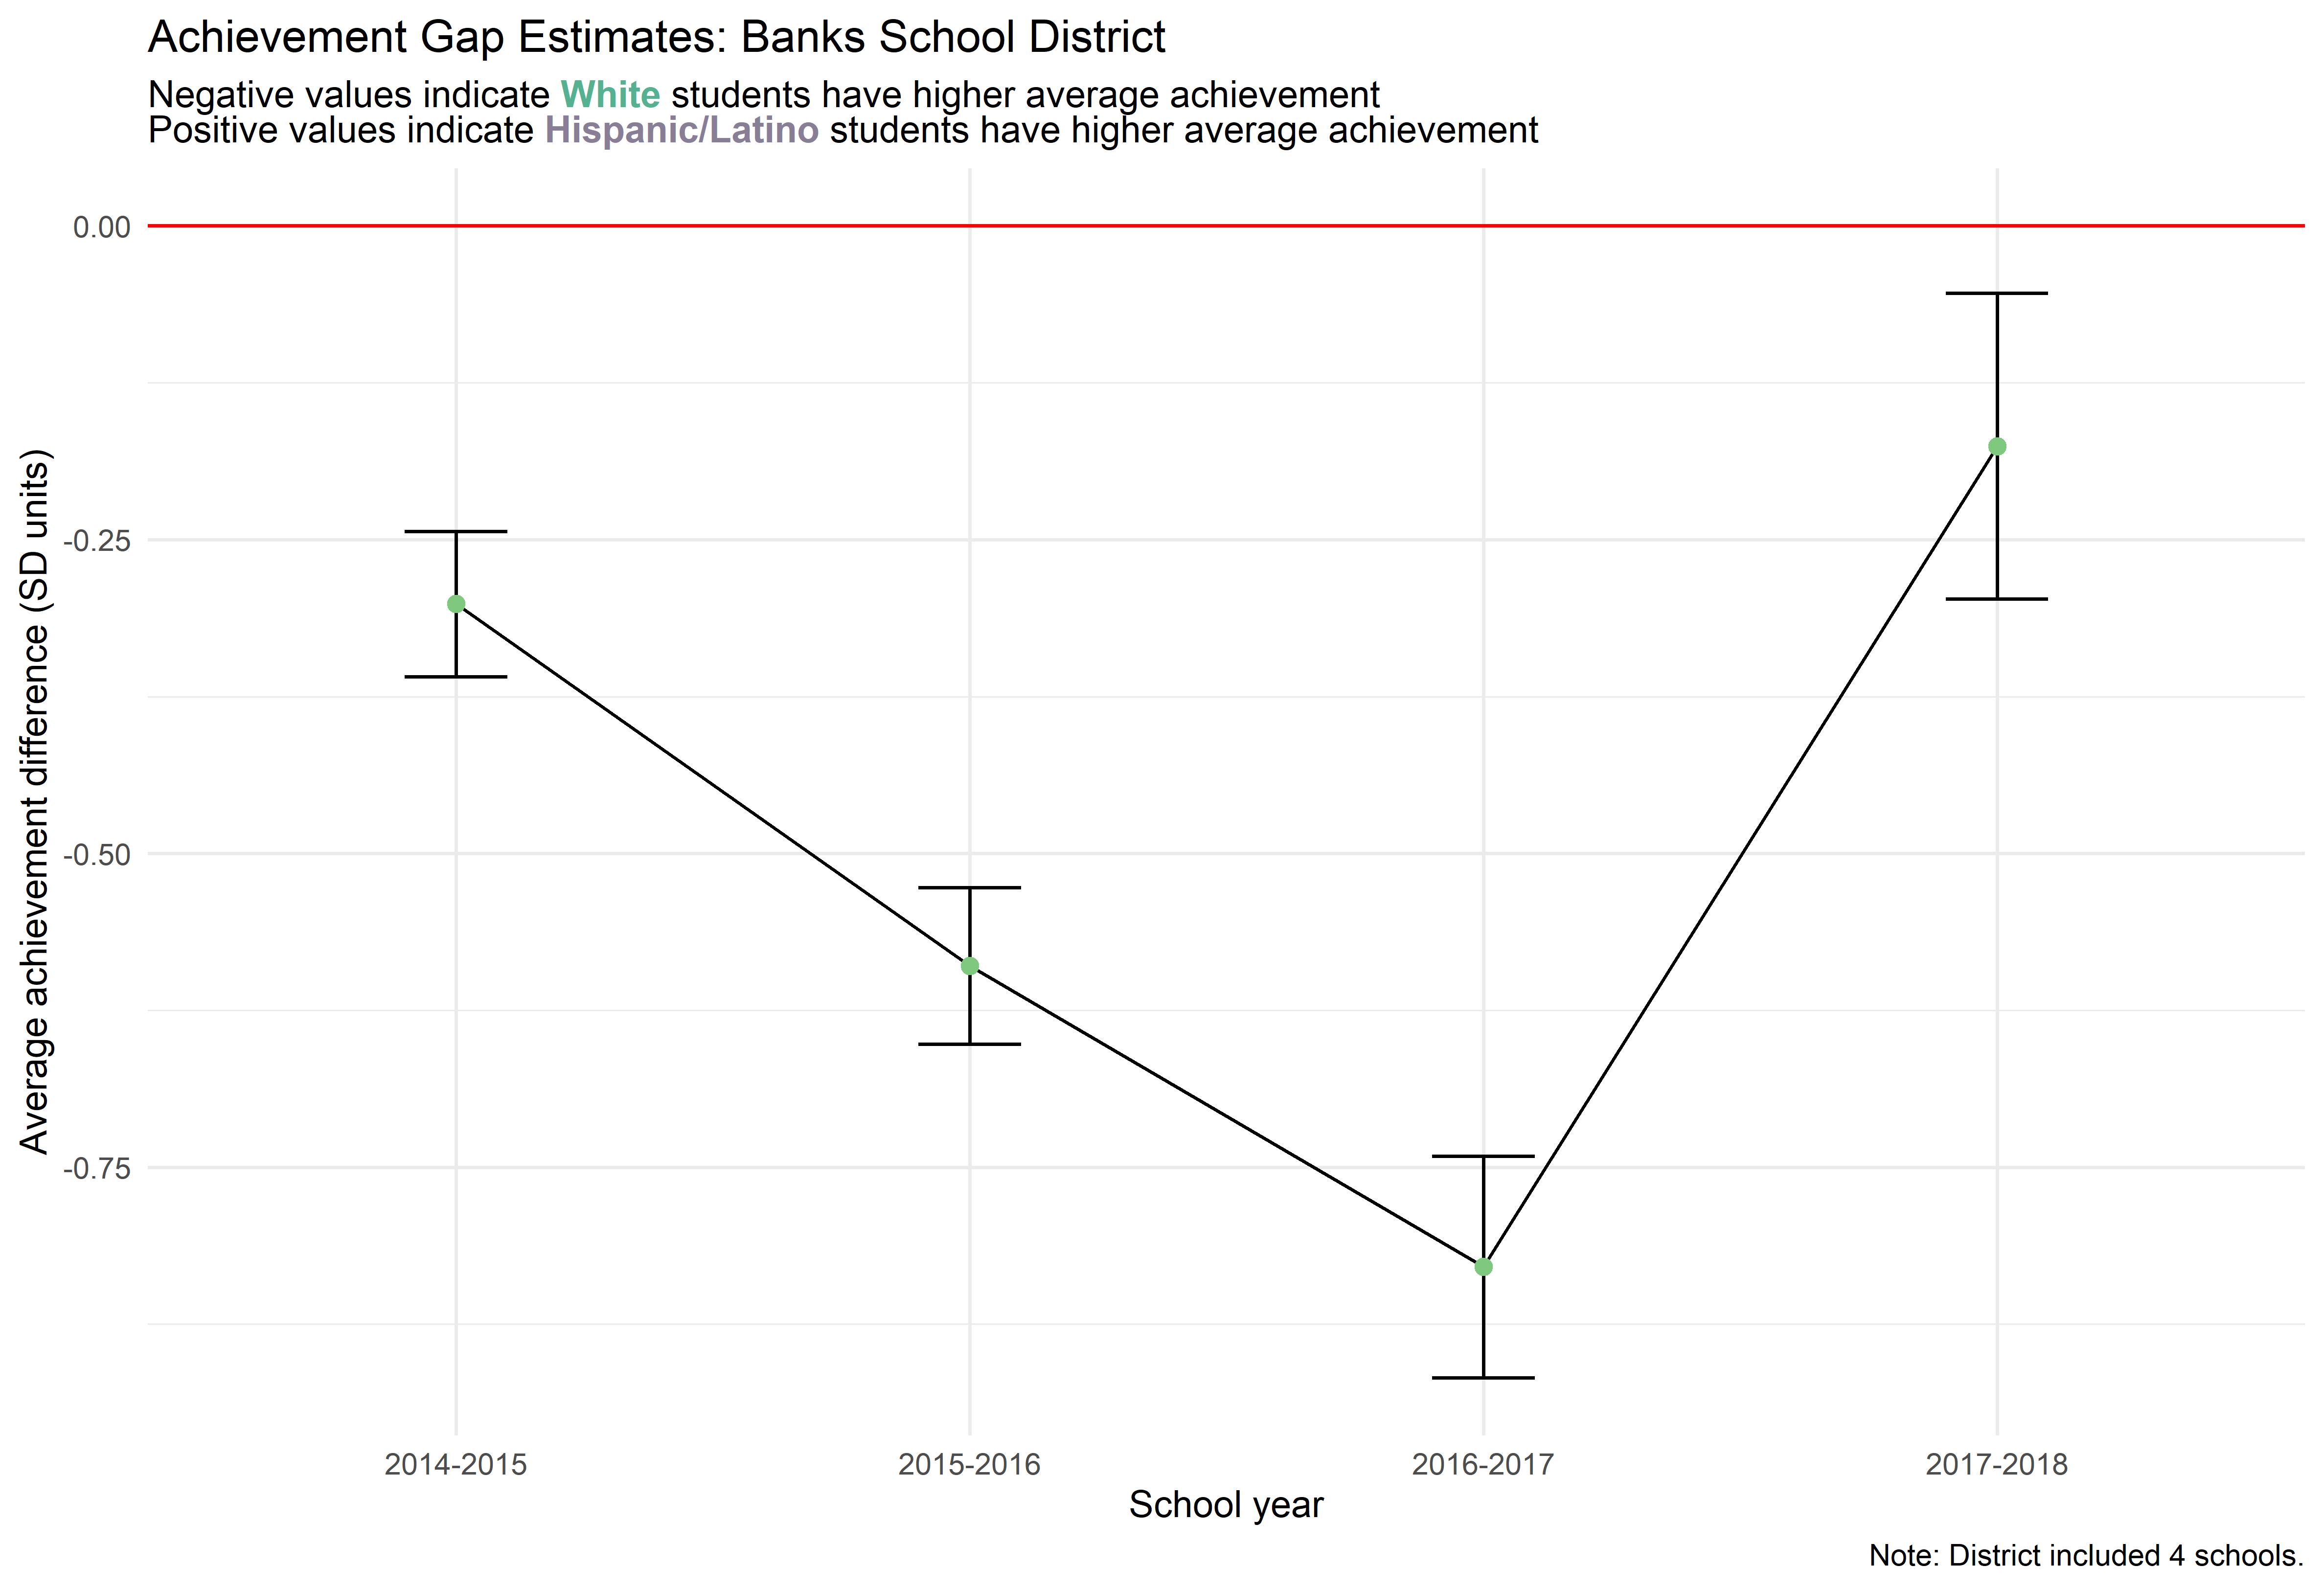 Achievement Gap Estimates: Banks School District
Negative values indicate White students have higher average achievement
Positive values indicate Hispanic/Latino students have higher average achievement
Average achievement difference (SD units)
0.00
-0.25
-0.50
-0.75
2014-2015
2015-2016
2016-2017
2017-2018
School year
Note: District included 4 schools.